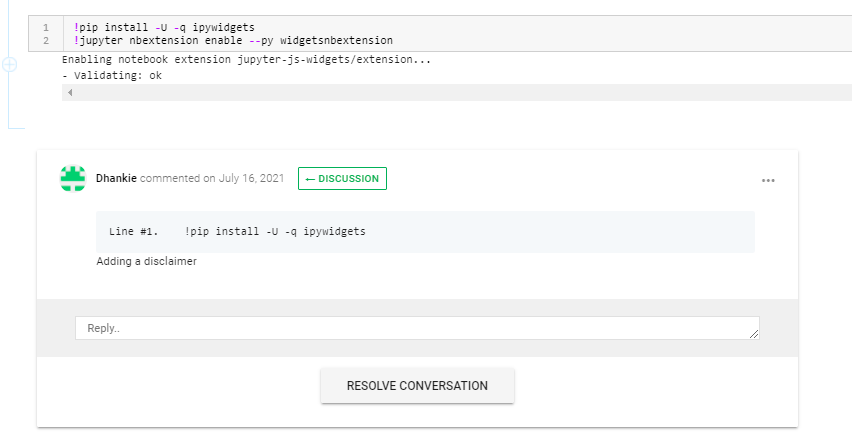 1 !pip install -U -q ipywidgets
2 !jupyter nbextension enable --py widgetsnbextension
Enabling notebook extension jupyter-js-widgets/extension...
- Validating: ok
Dhankie commented on July 16, 2021 ← DISCUSSION
Line #1. !pip install -U -q ipywidgets
Adding a disclaimer
Reply..
RESOLVE CONVERSATION